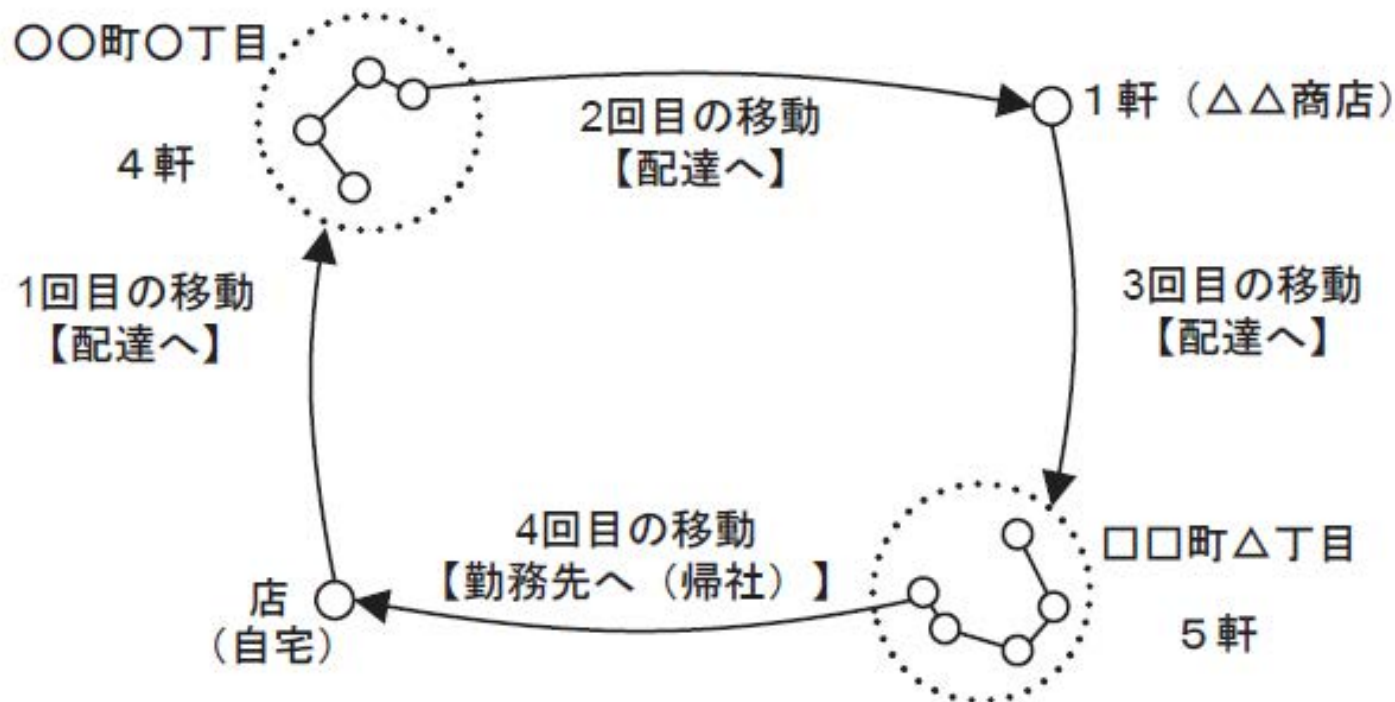 〇〇町〇丁目
4軒
2回目の移動
【配達へ】
1軒（△△商店）
1回目の移動
【配達へ】
3回目の移動
【配達へ】
4回目の移動
【勤務先へ（帰社）】
店
（自宅）
□□町△丁目
5軒